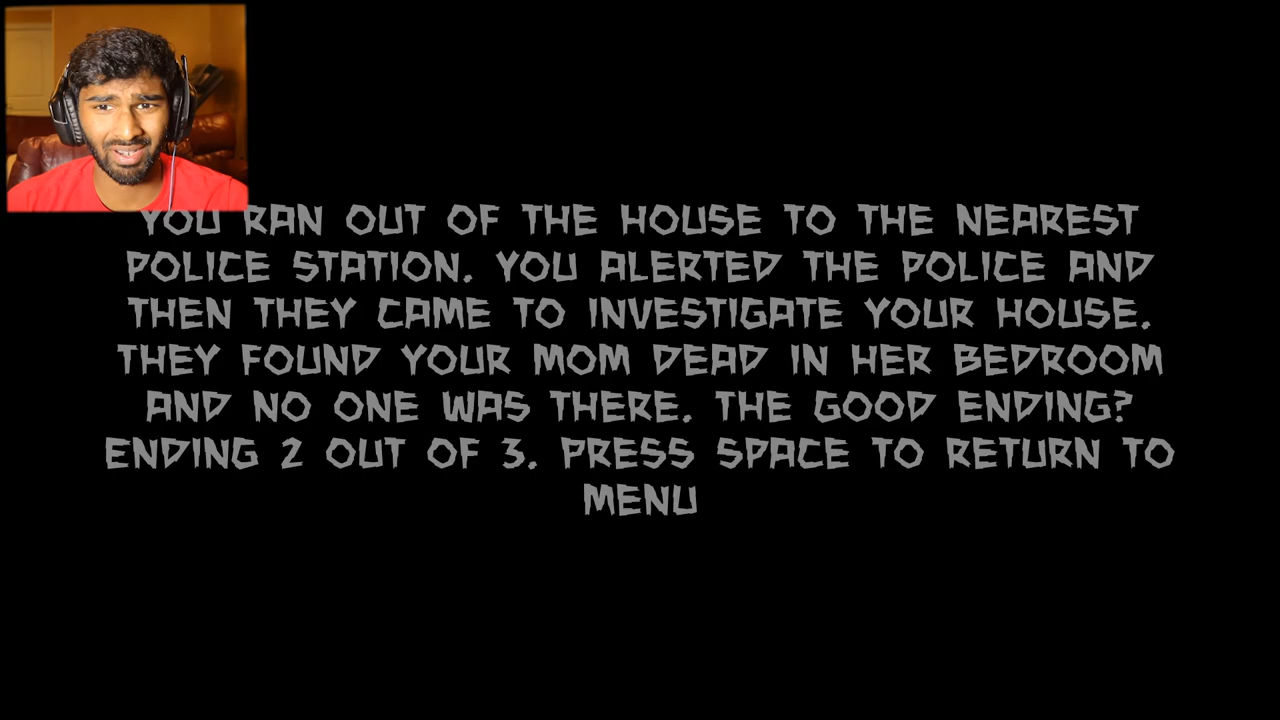 YOU RAN OUT OF THE HOUSE TO THE NEAREST
POLICE STATION. YOU ALERTED THE POLICE AND
THEN THEY CAME TO INVESTIGATE YOUR HOUSE.
THEY FOUND YOUR MOM DEAD IN HER BEDROOM
AND NO ONE WAS THERE. THE GOOD ENDING?
ENDING 2 OUT OF 3. PRESS SPACE TO RETURN TO
MENU